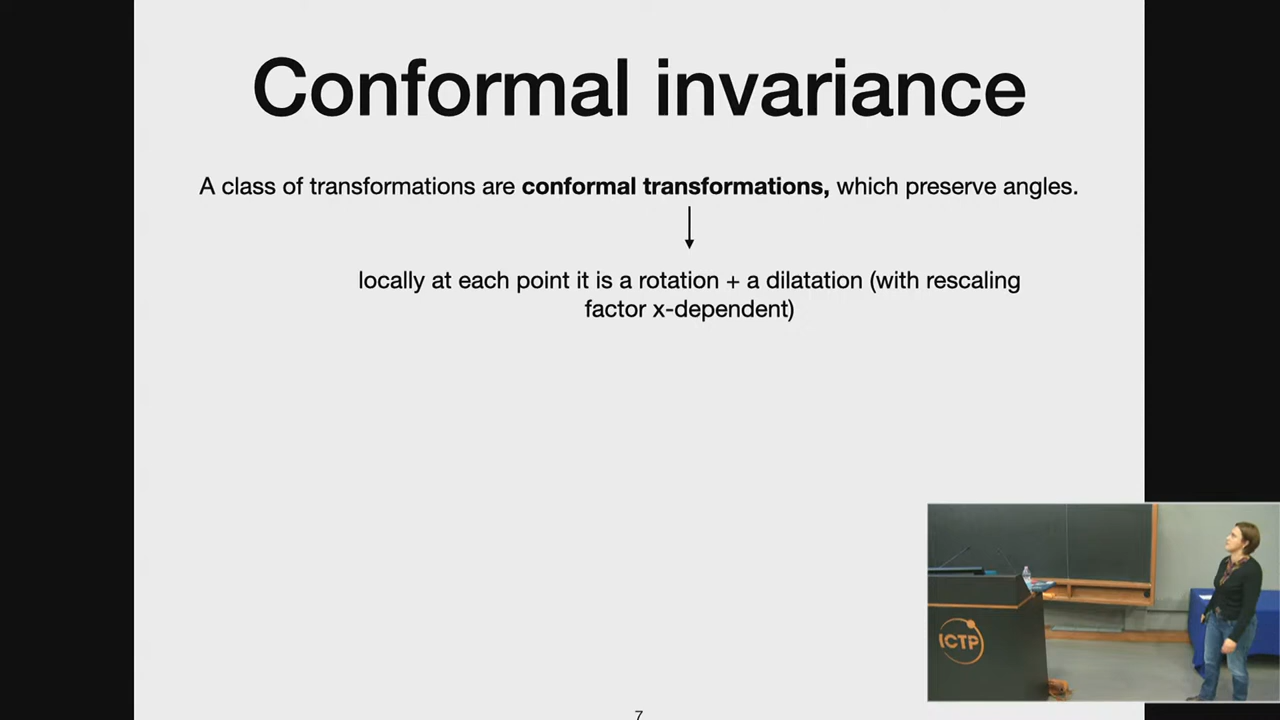 Conformal invariance
A class of transformations are conformal transformations, which preserve angles.
locally at each point it is a rotation + a dilatation (with rescaling
factor x-dependent)
ICTP
7